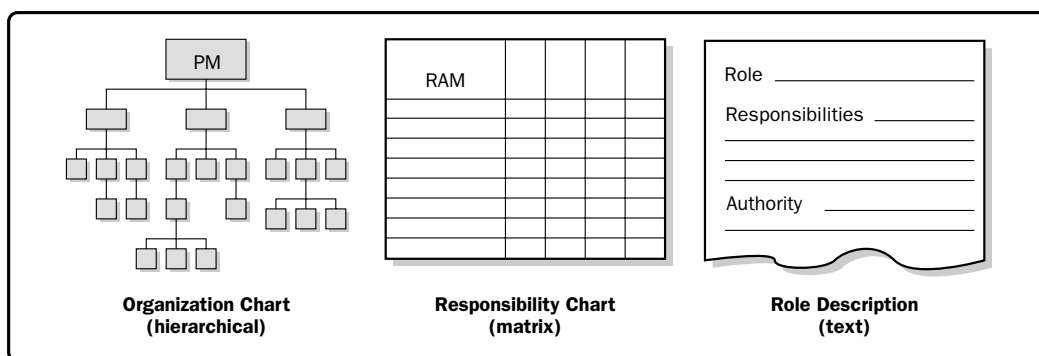 PM
RAM
Role
Responsibilities
Authority
Organization Chart
(hierarchical)
Responsibility Chart
(matrix)
Role Description
(text)